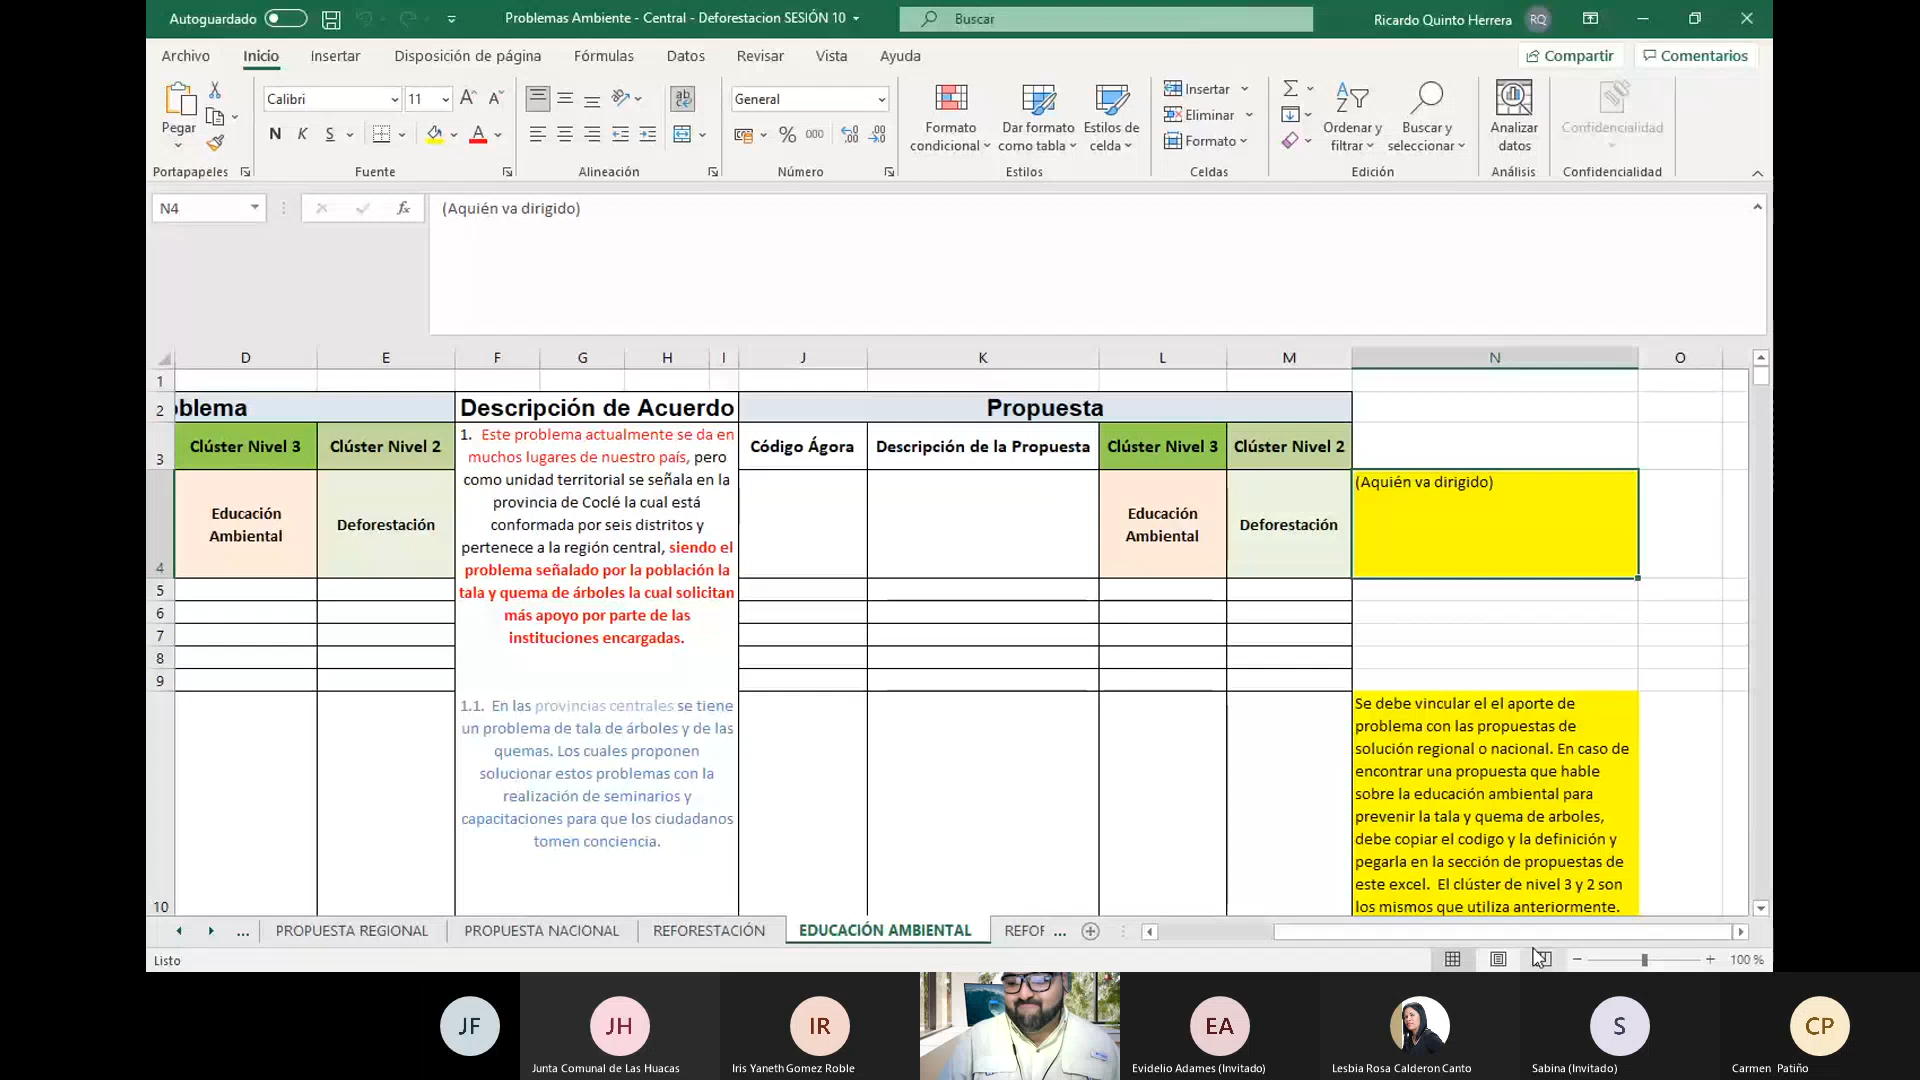 Autoguardado
Problemas Ambiente - Central - Deforestacion SESIÓN 10
Buscar
Ricardo Quinto Herrera
RQ
Archivo
Inicio
Insertar
Disposición de página
Fórmulas
Datos
Revisar
Vista
Ayuda
Compartir
Comentarios
Pegar
Calibri
11
N K S
General
% 000
Formato condicional
Dar formato como tabla
Estilos de celda
Insertar
Eliminar
Formato
Ordenar y filtrar
Buscar y seleccionar
Analizar datos
Confidencialidad
Portapapeles
Fuente
Alineación
Número
Estilos
Celdas
Edición
Análisis
Confidencialidad
N4
fx
(Aquién va dirigido)
D E F G H I J K L M N O
1
2
oblema
Descripción de Acuerdo
Propuesta
3
Clúster Nivel 3
Clúster Nivel 2
Código Ágora
Descripción de la Propuesta
Clúster Nivel 3
Clúster Nivel 2
4
Educación
Ambiental
Deforestación
1. Este problema actualmente se da en
muchos lugares de nuestro país, pero
como unidad territorial se señala en la
provincia de Coclé la cual está
conformada por seis distritos y
pertenece a la región central, siendo el
problema señalado por la población la
tala y quema de árboles la cual solicitan
más apoyo por parte de las
instituciones encargadas.
Educación
Ambiental
Deforestación
(Aquién va dirigido)
5
6
7
8
9
10
1.1. En las provincias centrales se tiene
un problema de tala de árboles y de las
quemas. Los cuales proponen
solucionar estos problemas con la
realización de seminarios y
capacitaciones para que los ciudadanos
tomen conciencia.
Se debe vincular el el aporte de
problema con las propuestas de
solución regional o nacional. En caso de
encontrar una propuesta que hable
sobre la educación ambiental para
prevenir la tala y quema de arboles,
debe copiar el codigo y la definición y
pegarla en la sección de propuestas de
este excel. El clúster de nivel 3 y 2 son
los mismos que utiliza anteriormente.
...
PROPUESTA REGIONAL
PROPUESTA NACIONAL
REFORESTACIÓN
EDUCACIÓN AMBIENTAL
REFOF ...
Listo
100 %
JF
JH
Junta Comunal de Las Huacas
IR
Iris Yaneth Gomez Roble
EA
Evidelio Adames (Invitado)
Lesbia Rosa Calderon Canto
S
Sabina (Invitado)
CP
Carmen Patiño